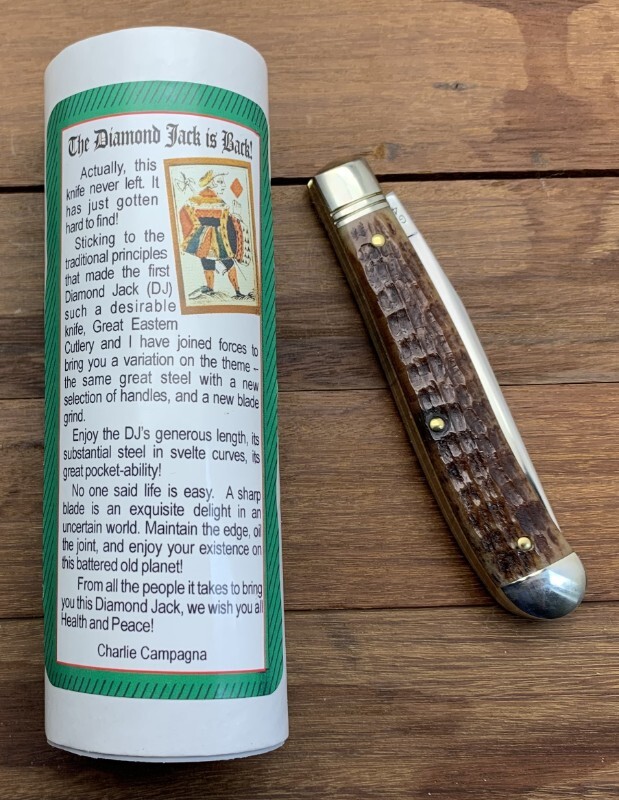 The Diamond Jack is Back!
Actually, this
knife never left. It
has just gotten
hard to find!
Sticking to the
traditional principles
that made the first
Diamond Jack (DJ)
such a desirable
knife, Great Eastern
Cutlery and I have joined forces to
bring you a variation on the theme –
the same great steel with a new
selection of handles, and a new blade
grind.
Enjoy the DJ's generous length, its
substantial steel in svelte curves, its
great pocket-ability!
No one said life is easy. A sharp
blade is an exquisite delight in an
uncertain world. Maintain the edge, oil
the joint, and enjoy your existence on
this battered old planet!
From all the people it takes to bring
you this Diamond Jack, we wish you all
Health and Peace!
Charlie Campagna